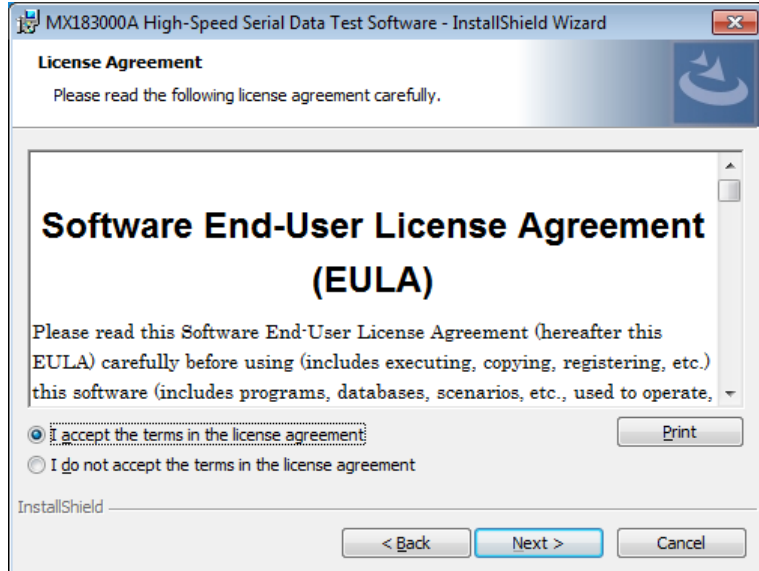 MX183000A High-Speed Serial Data Test Software - InstallShield Wizard
License Agreement
Please read the following license agreement carefully.
Software End-User License Agreement
(EULA)
Please read this Software End-User License Agreement (hereafter this
EULA) carefully before using (includes executing, copying, registering, etc.)
this software (includes programs, databases, scenarios, etc., used to operate,
I accept the terms in the license agreement
Print
I do not accept the terms in the license agreement
InstallShield
< Back
Next >
Cancel